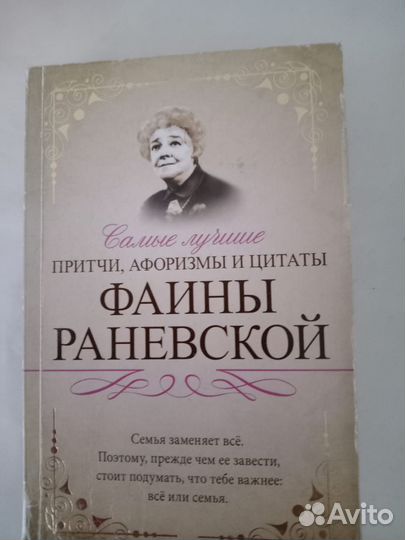 Самые лучшие
ПРИТЧИ, АФОРИЗМЫ И ЦИТАТЫ
ФАИНЫ
РАНЕВСКОЙ
Семья заменяет всё.
Поэтому, прежде чем ее завести,
стоит подумать, что тебе важнее:
всё или семья.
Avito